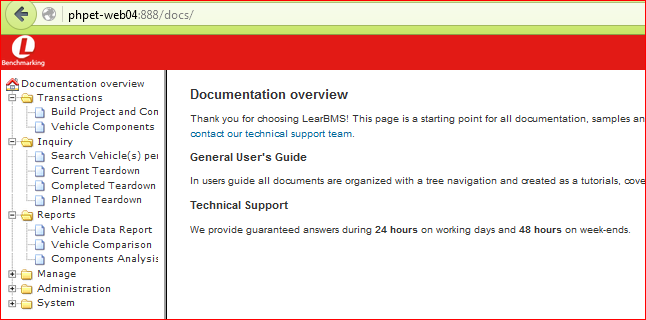 phpet-web04:888/docs/
L
Benchmarking
Documentation overview
Transactions
Build Project and Con
Vehicle Components
Inquiry
Search Vehicle(s) per
Current Teardown
Completed Teardown
Planned Teardown
Reports
Vehicle Data Report
Vehicle Comparison
Components Analysis
Manage
Administration
System
Documentation overview
Thank you for choosing LearBMS! This page is a starting point for all documentation, samples an
contact our technical support team.
General User's Guide
In users guide all documents are organized with a tree navigation and created as a tutorials, cove
Technical Support
We provide guaranteed answers during 24 hours on working days and 48 hours on week-ends.